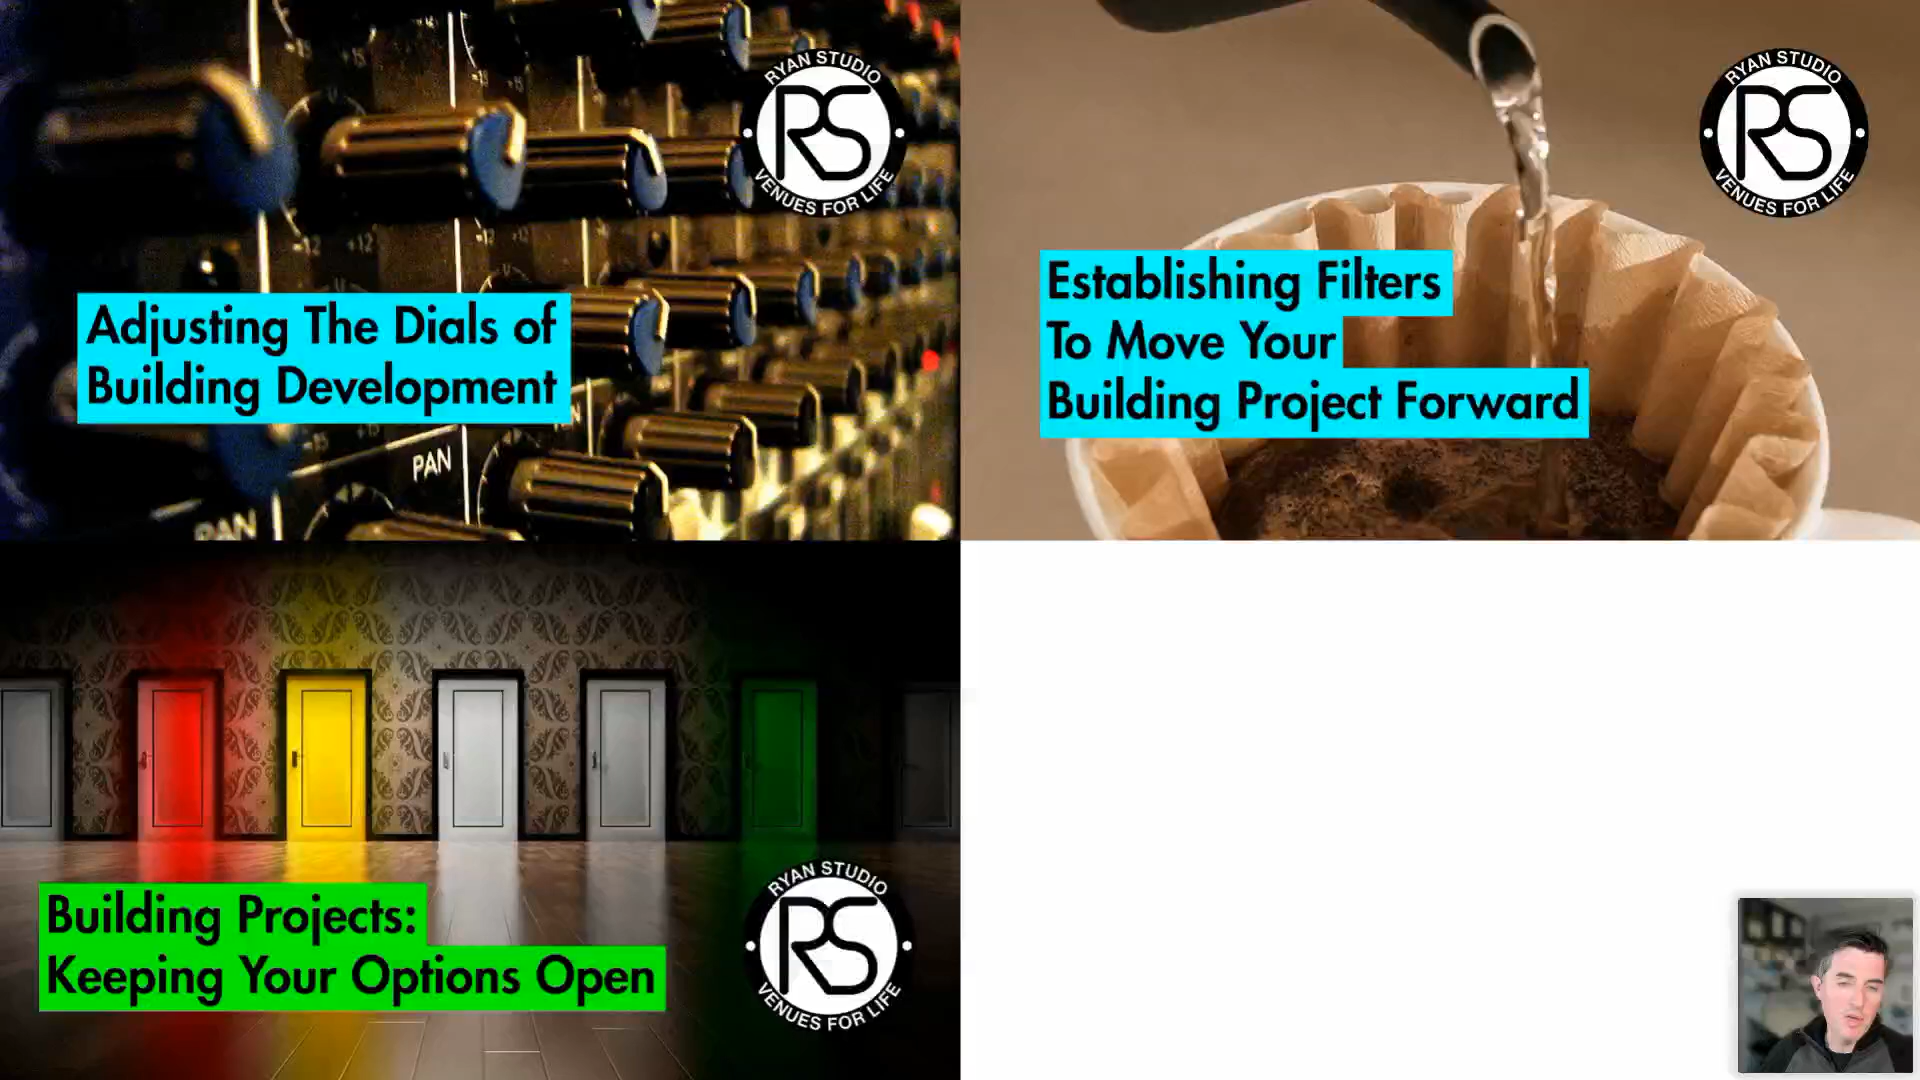 RYAN STUDIO
RS
VENUES FOR LIFE
-12 +12
Adjusting The Dials of
Building Development
PAN
PAN
RYAN STUDIO
RS
VENUES FOR LIFE
Establishing Filters
To Move Your
Building Project Forward
Building Projects:
Keeping Your Options Open
RYAN STUDIO
RS
VENUES FOR LIFE